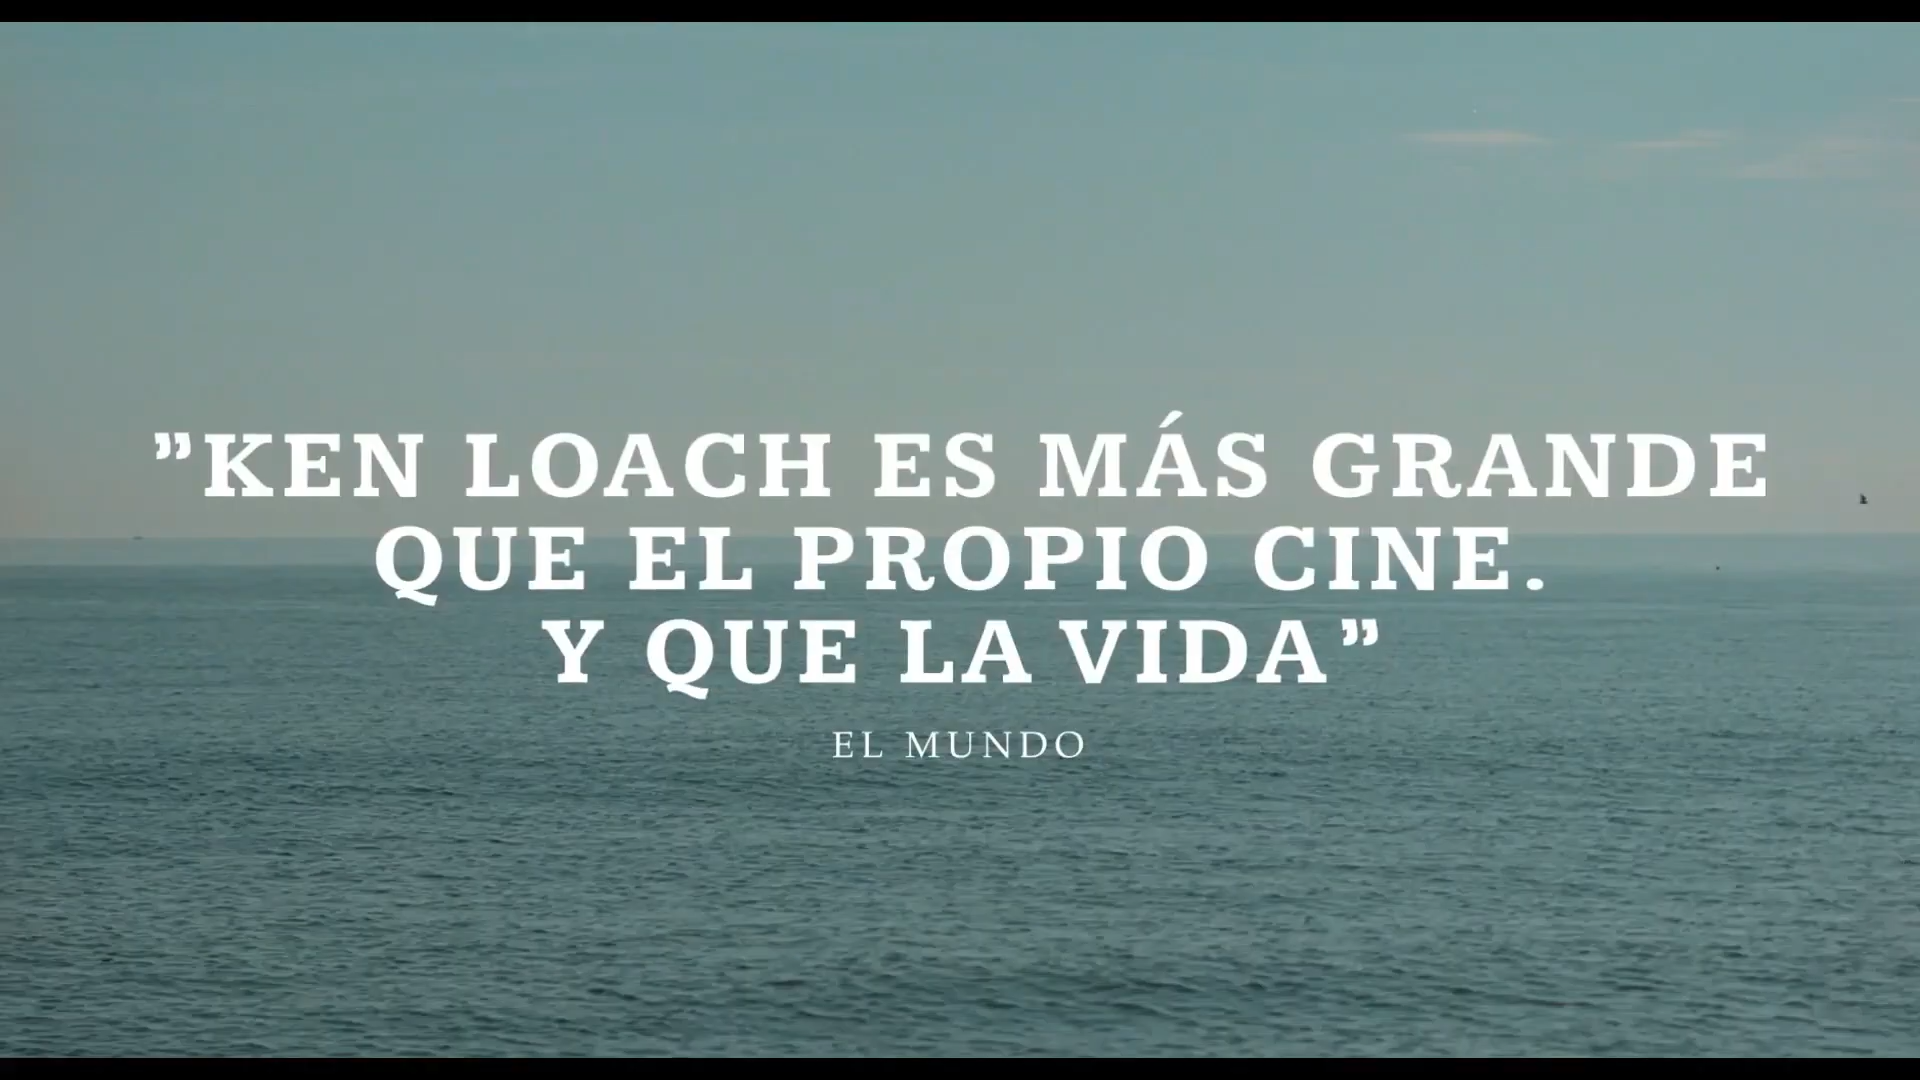 ”KEN LOACH ES MÁS GRANDE
QUE EL PROPIO CINE.
Y QUE LA VIDA”
EL MUNDO